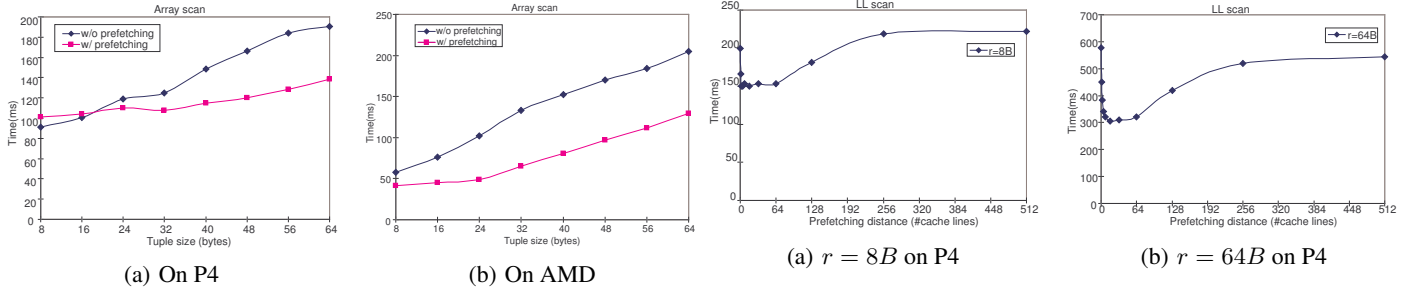 Array scan
200
180
160
140
120
100
80
60
40
20
0
Time(ms)
w/o prefetching
w/ prefetching
8 16 24 32 40 48 56 64
Tuple size (bytes)
(a) On P4
Array scan
250
200
150
100
50
0
Time(ms)
w/o prefetching
w/ prefetching
8 16 24 32 40 48 56 64
Tuple size (bytes)
(b) On AMD
LL scan
250
200
150
100
50
0
Time(ms)
r=8B
0 64 128 192 256 320 384 448 512
Prefetching distance (#cache lines)
(a) r = 8B on P4
LL scan
700
600
500
400
300
200
100
0
Time(ms)
r=64B
0 64 128 192 256 320 384 448 512
Prefetching distance (#cache lines)
(b) r = 64B on P4